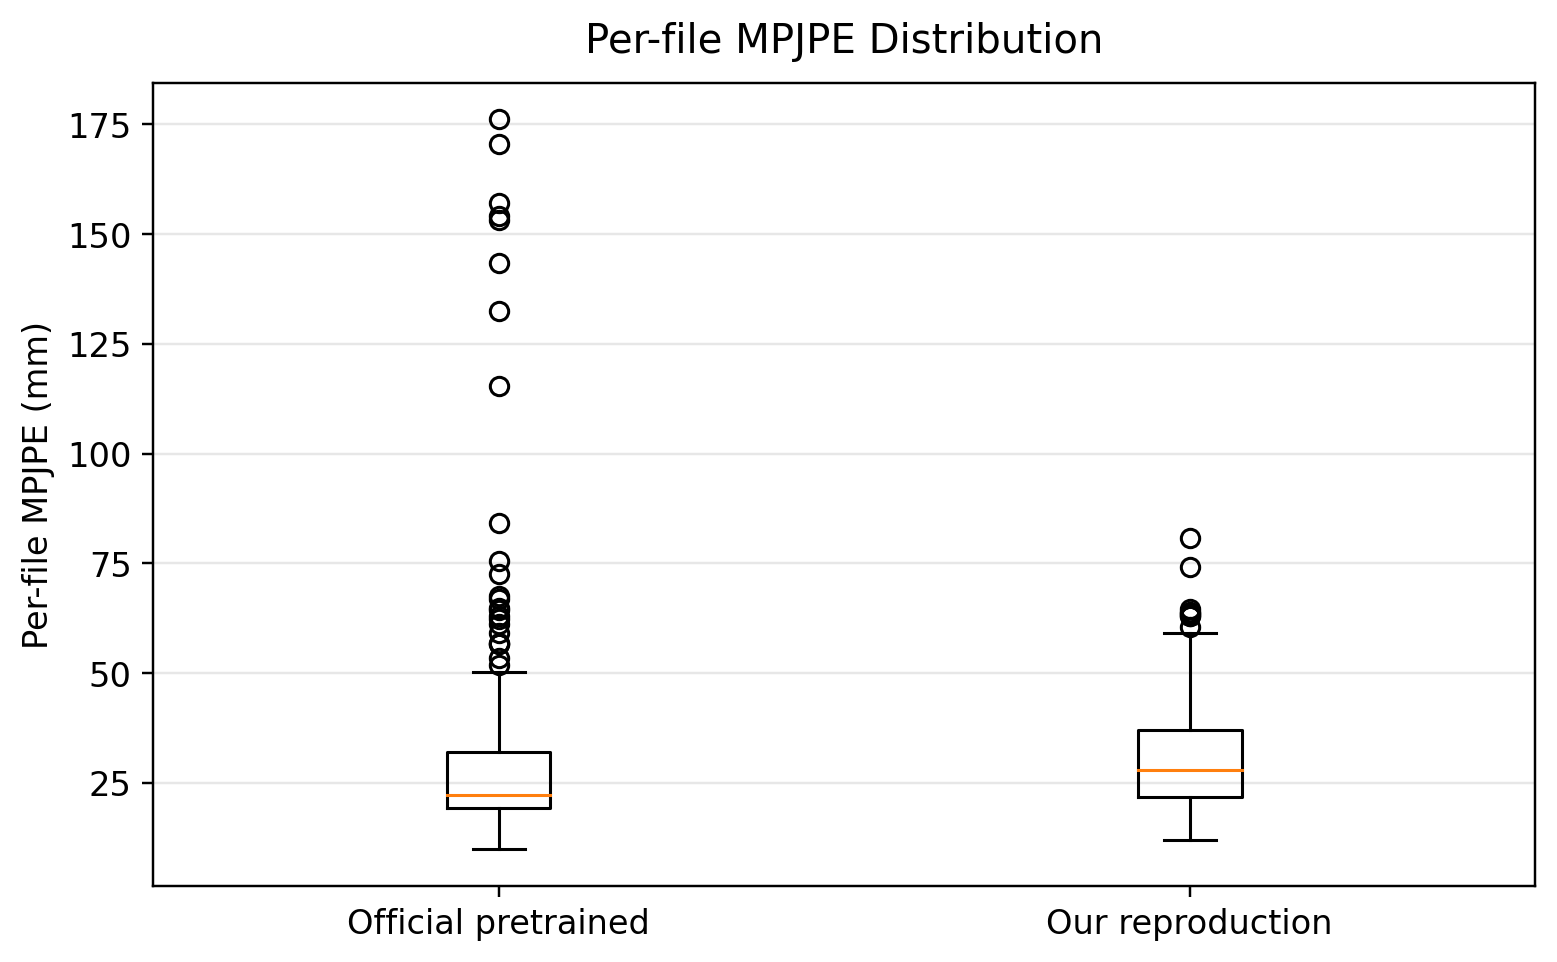 Per-file MPJPE Distribution
Per-file MPJPE (mm)
175
150
125
100
75
50
25
Official pretrained
Our reproduction